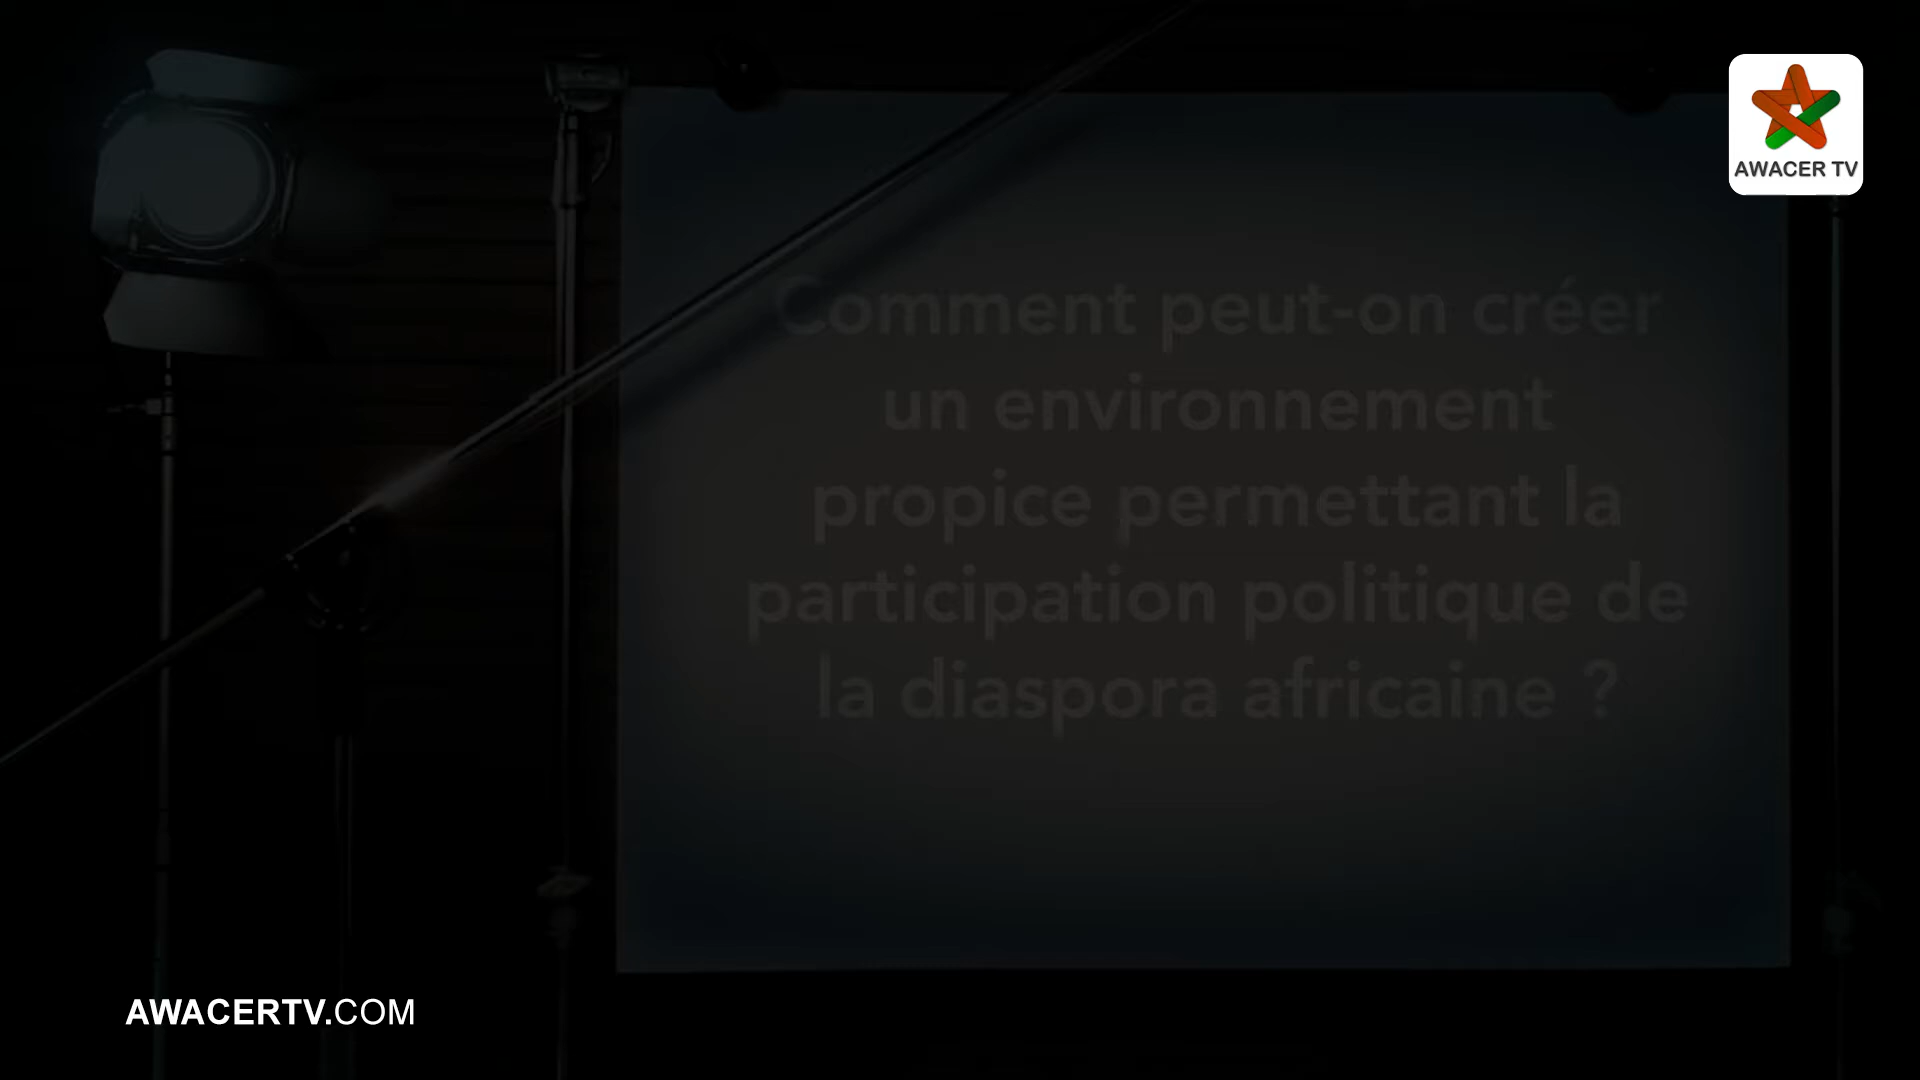 AWACER TV
Comment peut-on créer
un environnement
propice permettant la
participation politique de
la diaspora africaine ?
AWACERTV.COM